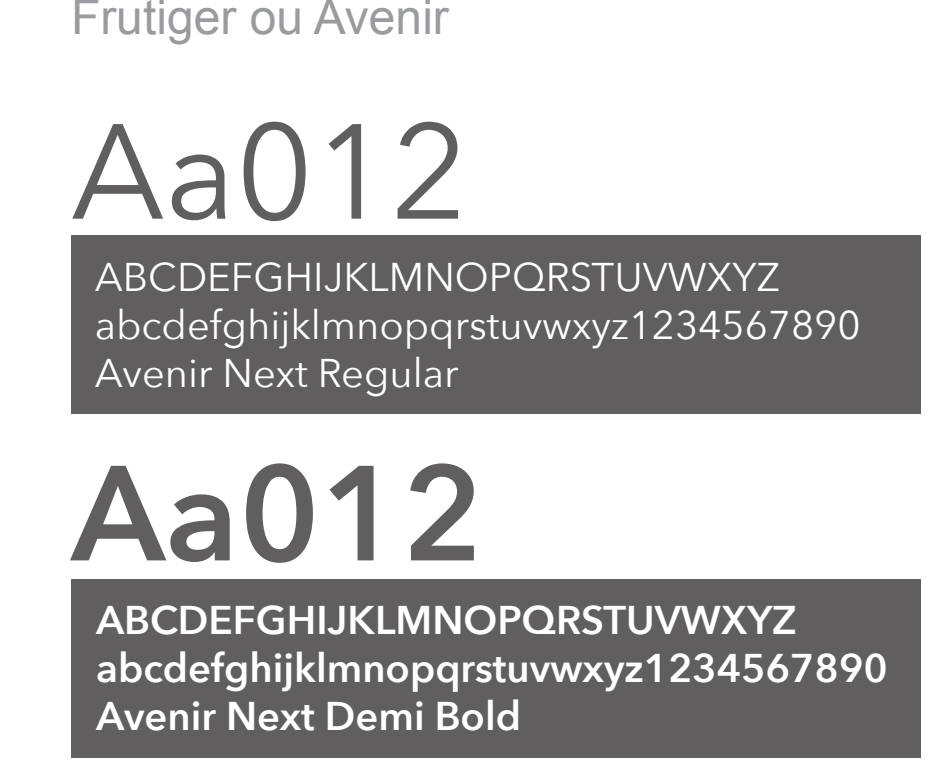 Frutiger ou Avenir
Aa012
ABCDEFGHIJKLMNOPQRSTUVWXYZ
abcdefghijklmnopqrstuvwxyz1234567890
Avenir Next Regular
Aa012
ABCDEFGHIJKLMNOPQRSTUVWXYZ
abcdefghijklmnopqrstuvwxyz1234567890
Avenir Next Demi Bold